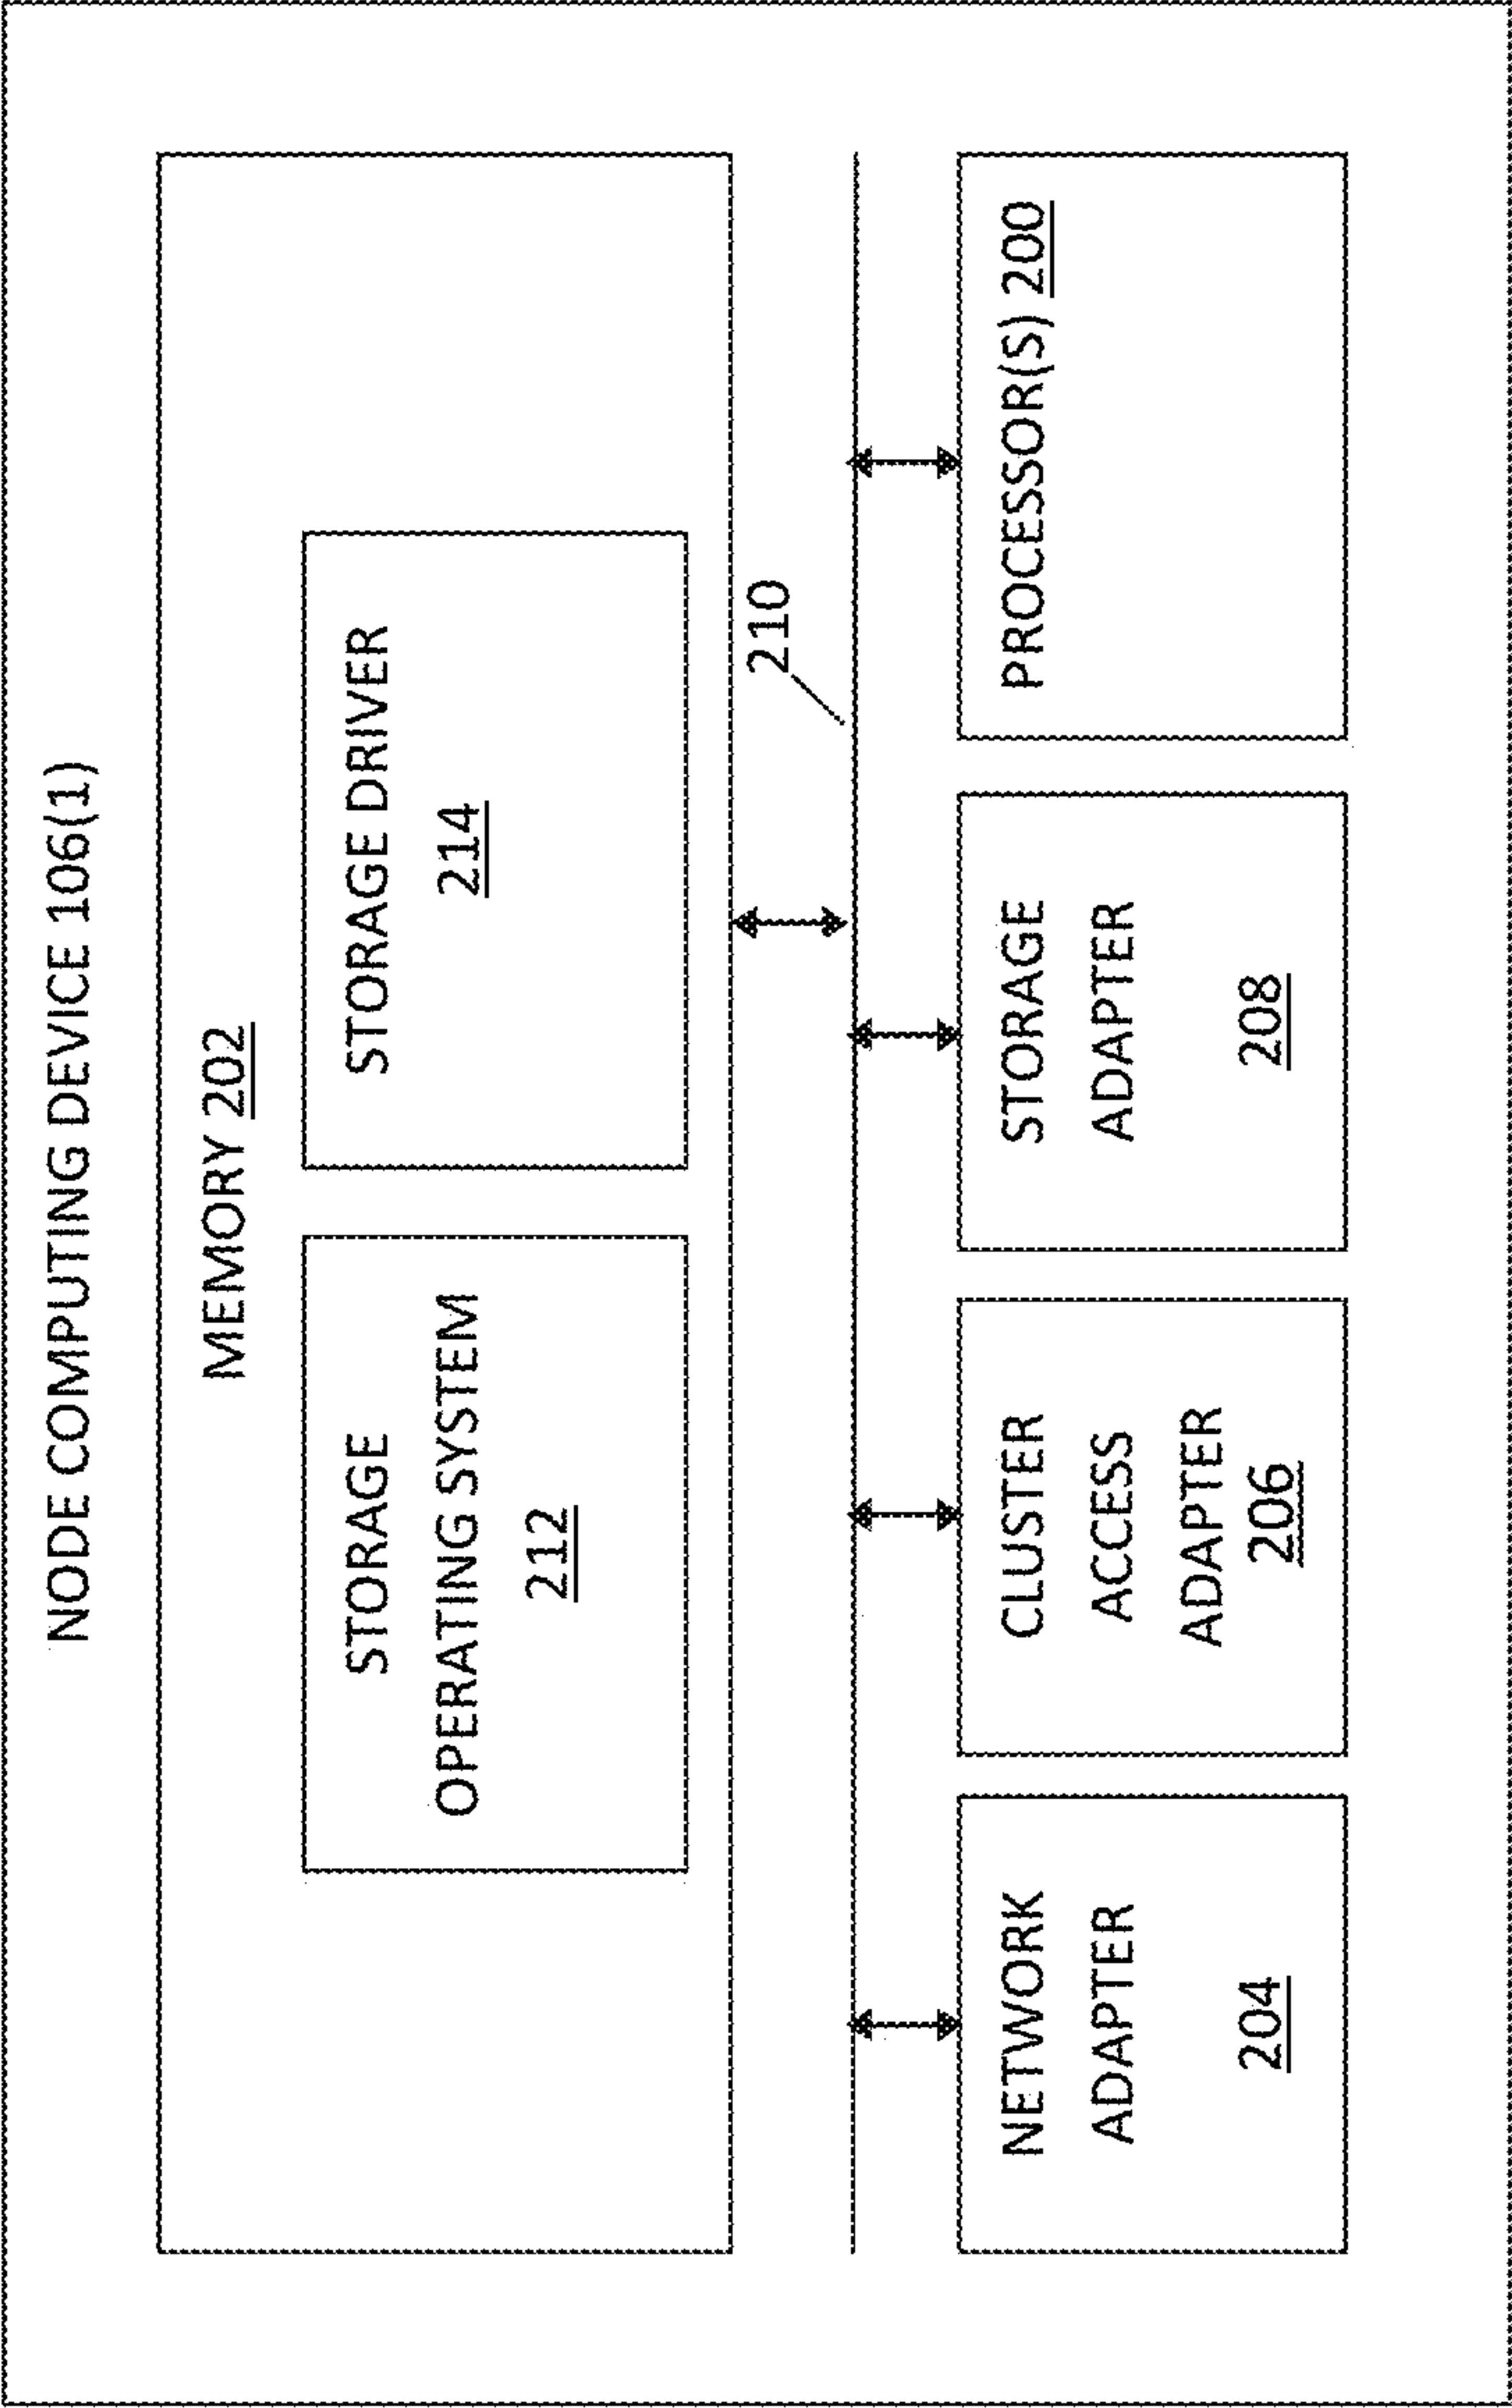 NODE COMPUTING DEVICE 106(1)
MEMORY 202
STORAGE
OPERATING SYSTEM
212
STORAGE DRIVER
214
210
NETWORK
ADAPTER
204
CLUSTER
ACCESS
ADAPTER
206
STORAGE
ADAPTER
208
PROCESSOR(S) 200